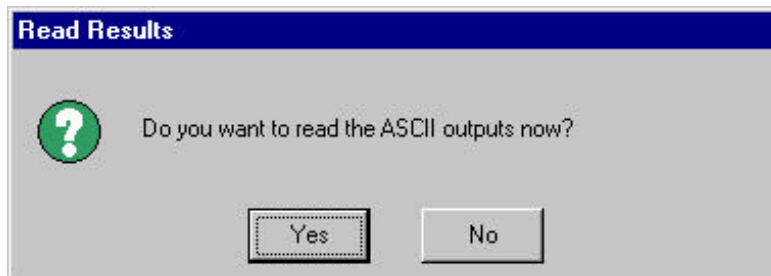 Read Results
Do you want to read the ASCII outputs now?
Yes No